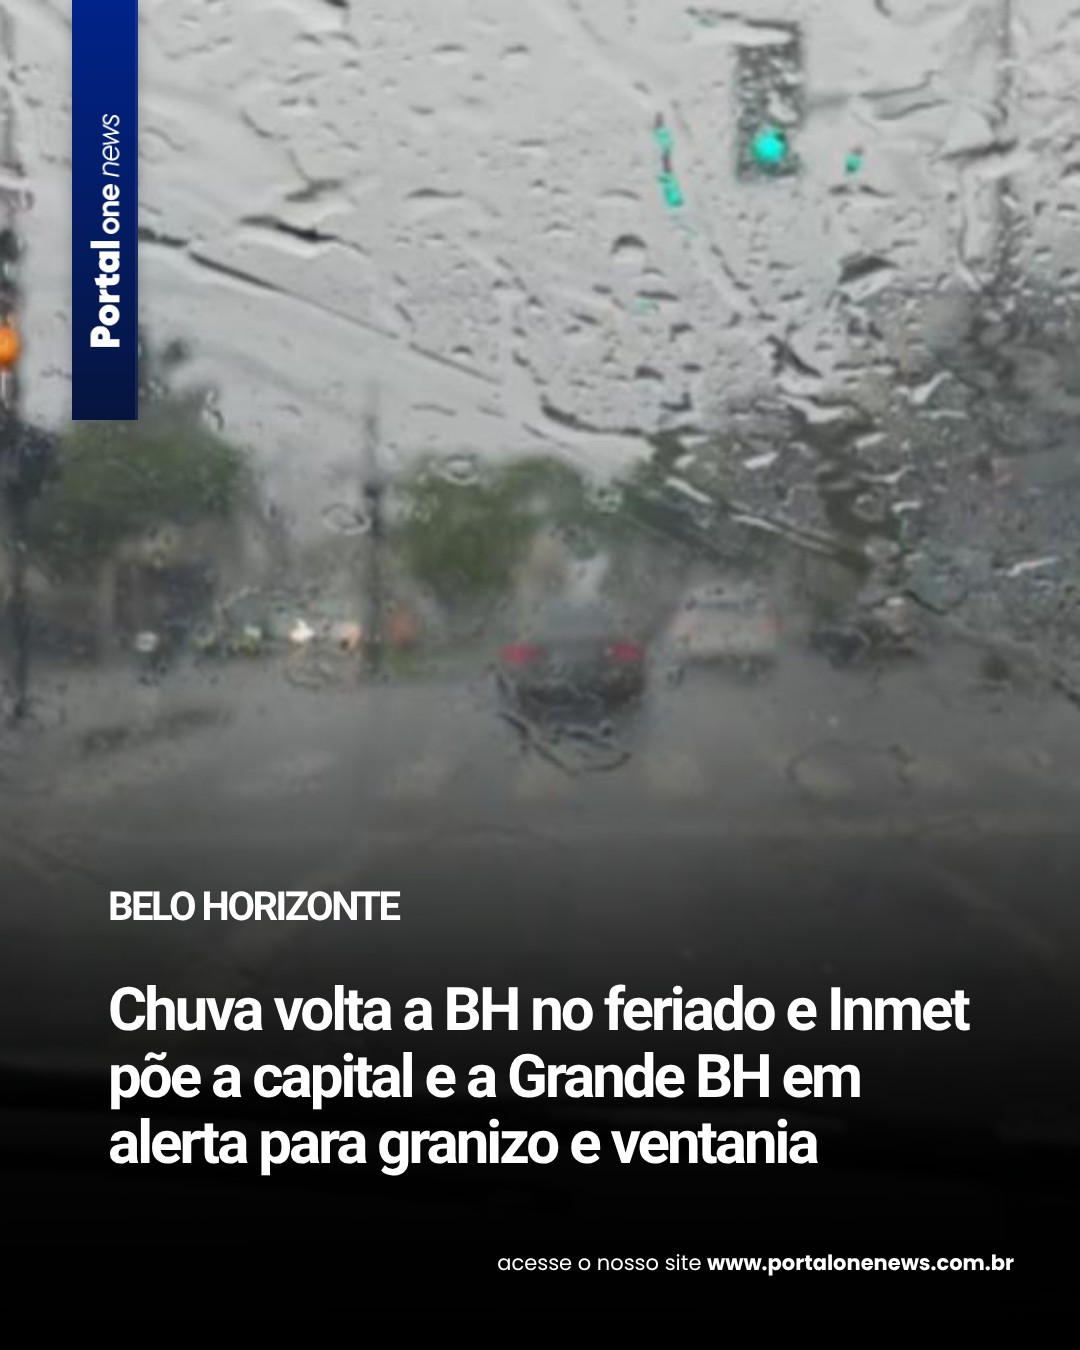 Portal one news
BELO HORIZONTE
Chuva volta a BH no feriado e Inmet
põe a capital e a Grande BH em
alerta para granizo e ventania
acesse o nosso site www.portalonenews.com.br